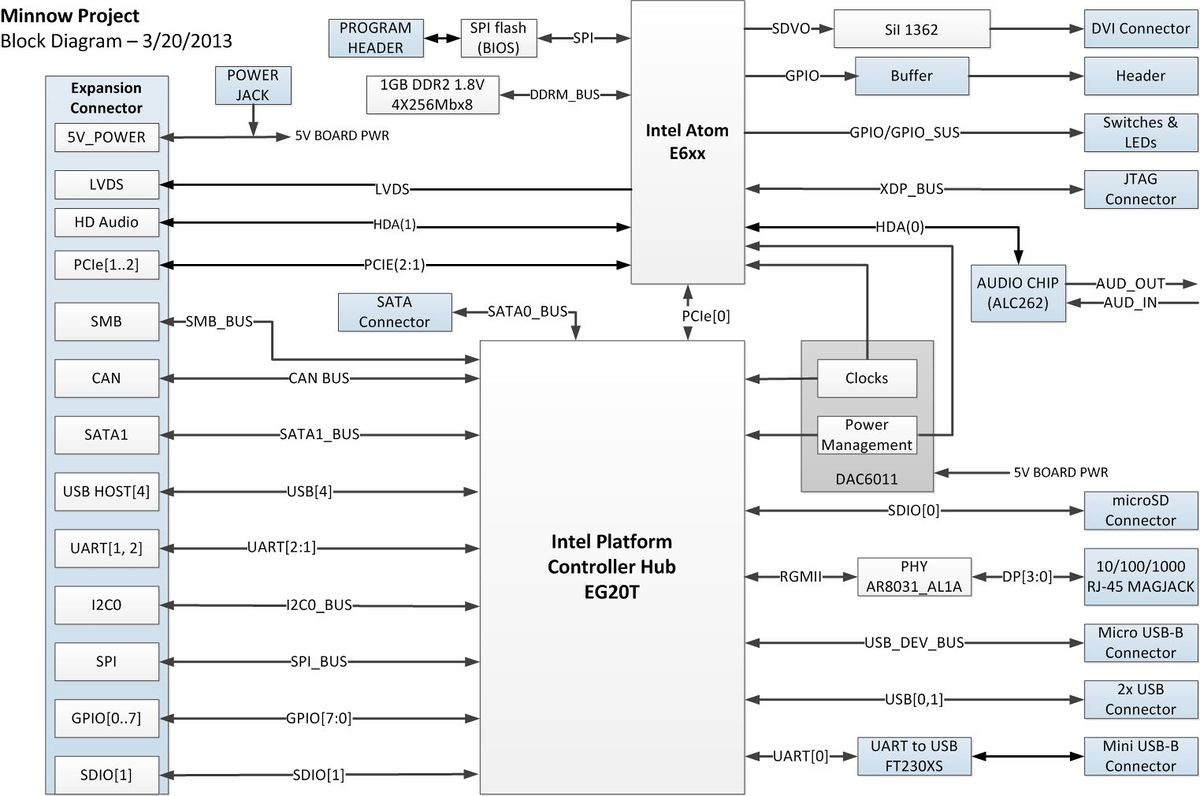 Minnow Project
Block Diagram – 3/20/2013
PROGRAM
HEADER
SPI flash
(BIOS)
SPI
1GB DDR2 1.8V
4X256Mbx8
DDRM_BUS
Intel Atom
E6xx
SDVO
SiI 1362
DVI Connector
GPIO
Buffer
Header
GPIO/GPIO_SUS
Switches &
LEDs
XDP_BUS
JTAG
Connector
HDA(0)
AUDIO CHIP
(ALC262)
AUD_OUT
AUD_IN
Expansion
Connector
POWER
JACK
5V_POWER
5V BOARD PWR
LVDS
LVDS
HD Audio
HDA(1)
PCIe[1..2]
PCIE(2:1)
SATA
Connector
SATA0_BUS
PCIe[0]
SMB
SMB_BUS
CAN
CAN BUS
SATA1
SATA1_BUS
USB HOST[4]
USB[4]
UART[1, 2]
UART[2:1]
I2C0
I2C0_BUS
SPI
SPI_BUS
GPIO[0..7]
GPIO[7:0]
SDIO[1]
SDIO[1]
Intel Platform
Controller Hub
EG20T
Clocks
Power
Management
DAC6011
5V BOARD PWR
SDIO[0]
microSD
Connector
RGMII
PHY
AR8031_AL1A
DP[3:0]
10/100/1000
RJ-45 MAGJACK
USB_DEV_BUS
Micro USB-B
Connector
USB[0,1]
2x USB
Connector
UART[0]
UART to USB
FT230XS
Mini USB-B
Connector